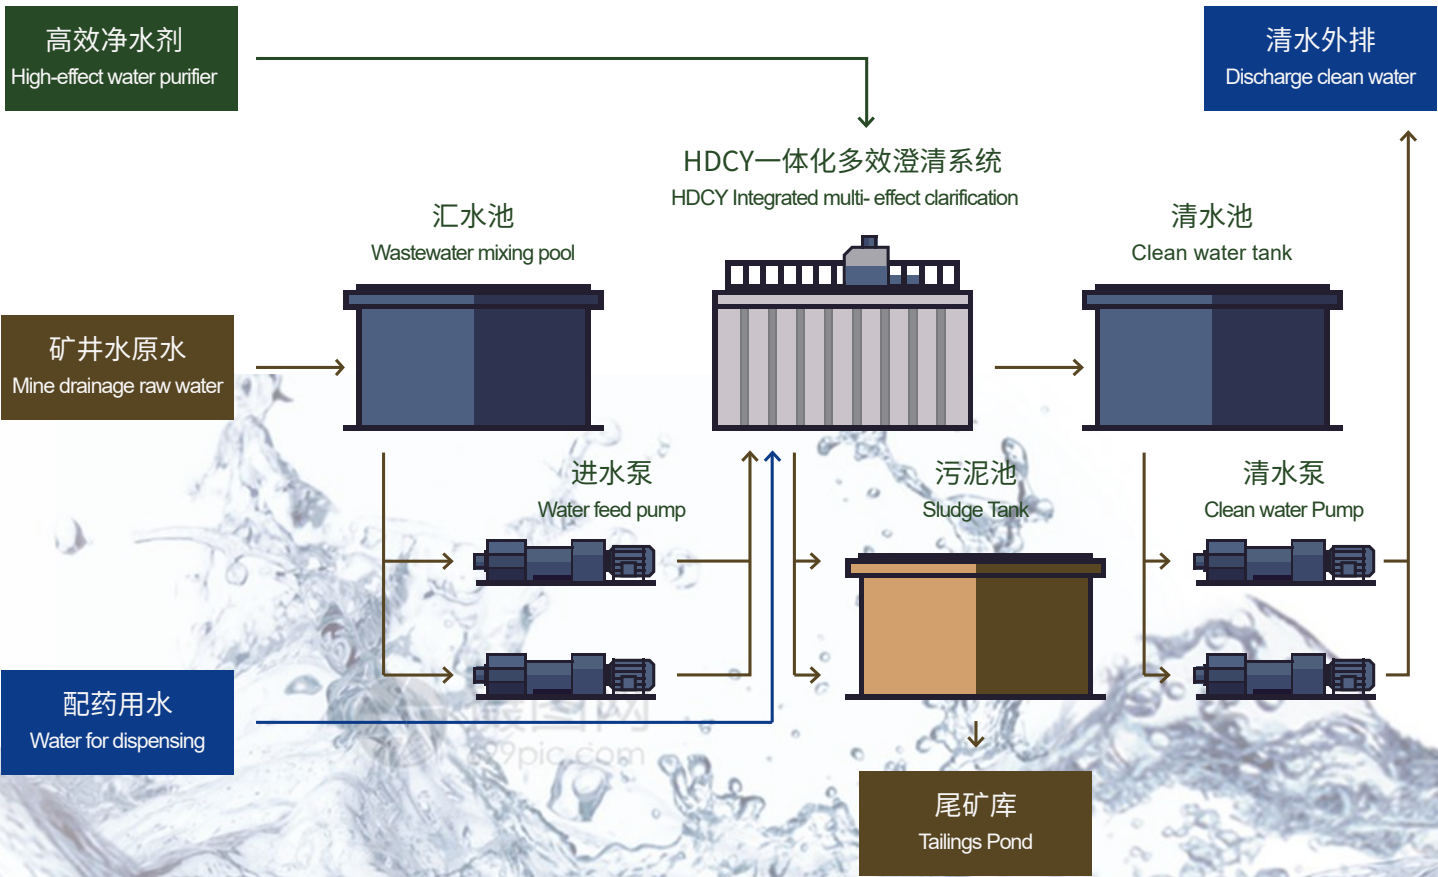 高效净水剂
High-effect water purifier
清水外排
Discharge clean water
HDCY一体化多效澄清系统
HDCY Integrated multi- effect clarification
汇水池
Wastewater mixing pool
清水池
Clean water tank
矿井水原水
Mine drainage raw water
进水泵
Water feed pump
污泥池
Sludge Tank
清水泵
Clean water Pump
配药用水
Water for dispensing
尾矿库
Tailings Pond